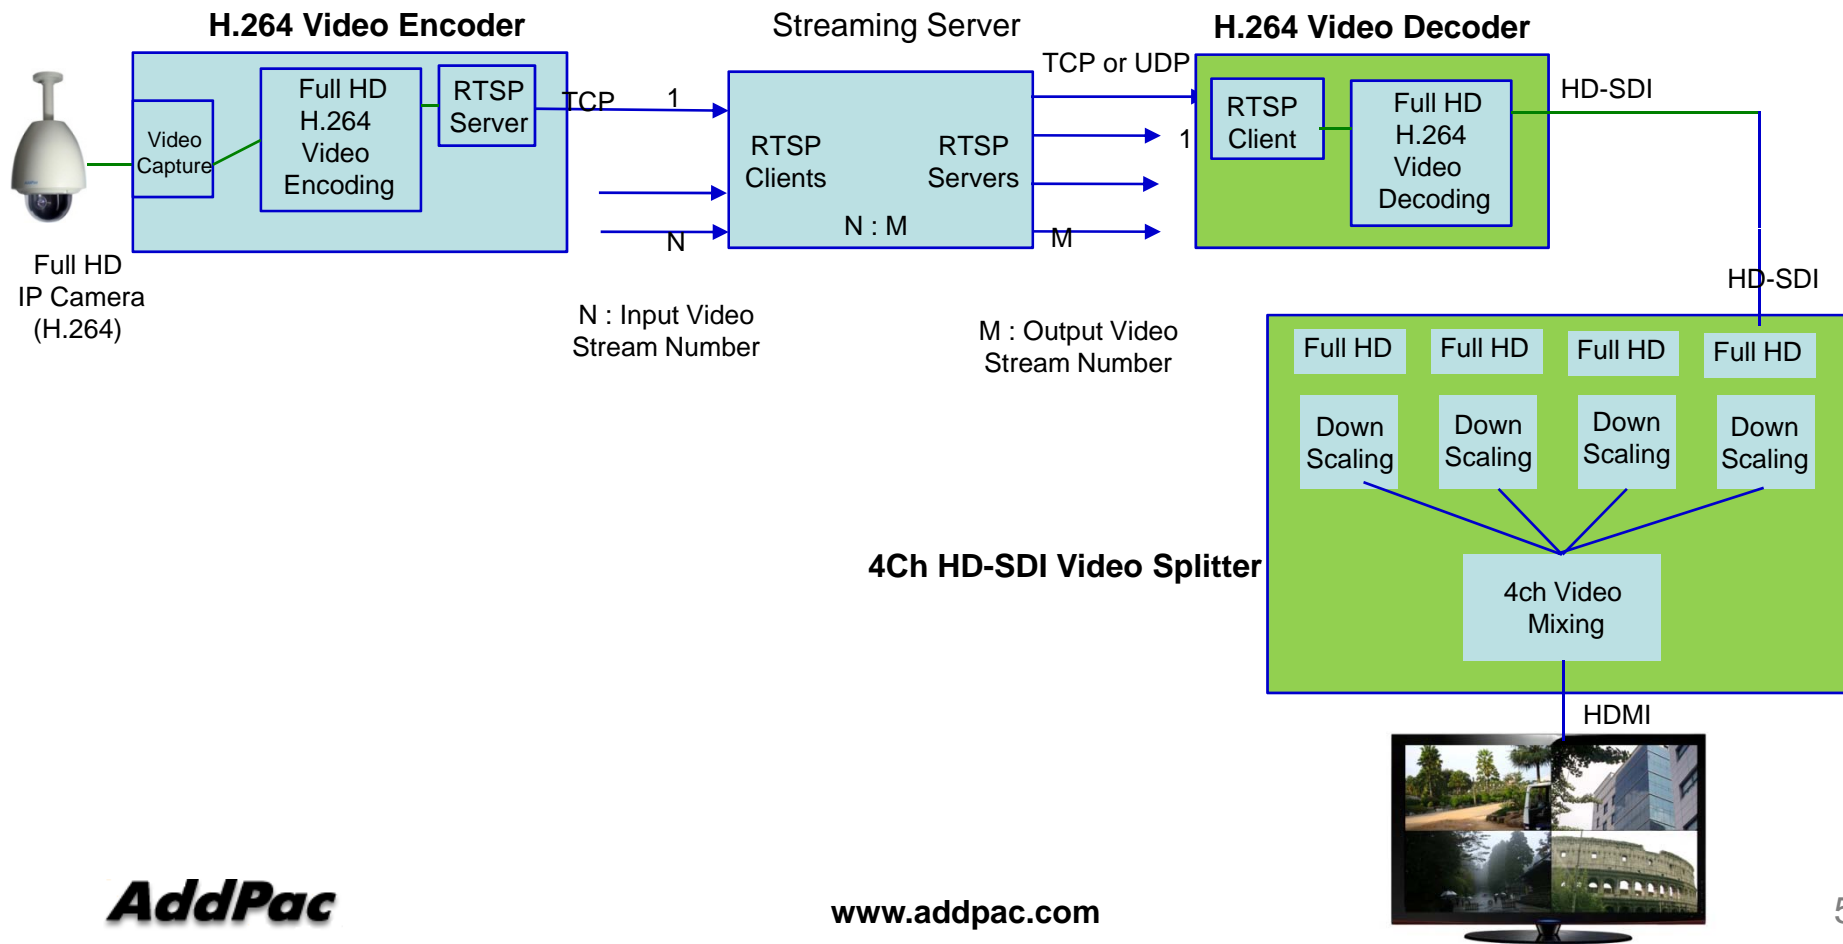 H.264 Video Encoder
Streaming Server
H.264 Video Decoder
Video
Capture
Full HD
H.264
Video
Encoding
RTSP
Server
TCP
1
N
RTSP
Clients
RTSP
Servers
N : M
TCP or UDP
1
M
RTSP
Client
Full HD
H.264
Video
Decoding
HD-SDI
HD-SDI
Full HD
IP Camera
(H.264)
N : Input Video
Stream Number
M : Output Video
Stream Number
Full HD
Full HD
Full HD
Full HD
Down
Scaling
Down
Scaling
Down
Scaling
Down
Scaling
4Ch HD-SDI Video Splitter
4ch Video
Mixing
HDMI
AddPac
www.addpac.com
5